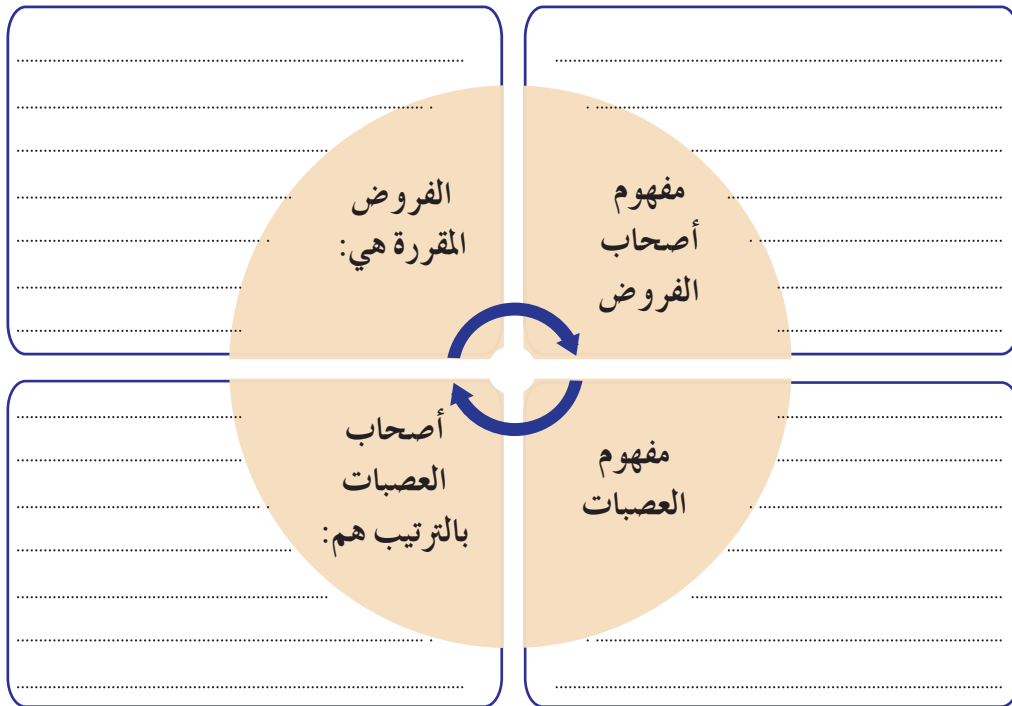 مفهوم
أصحاب
الفروض
الفروض
المقررة هي:
مفهوم
العصبات
أصحاب
العصبات
بالترتيب هم: